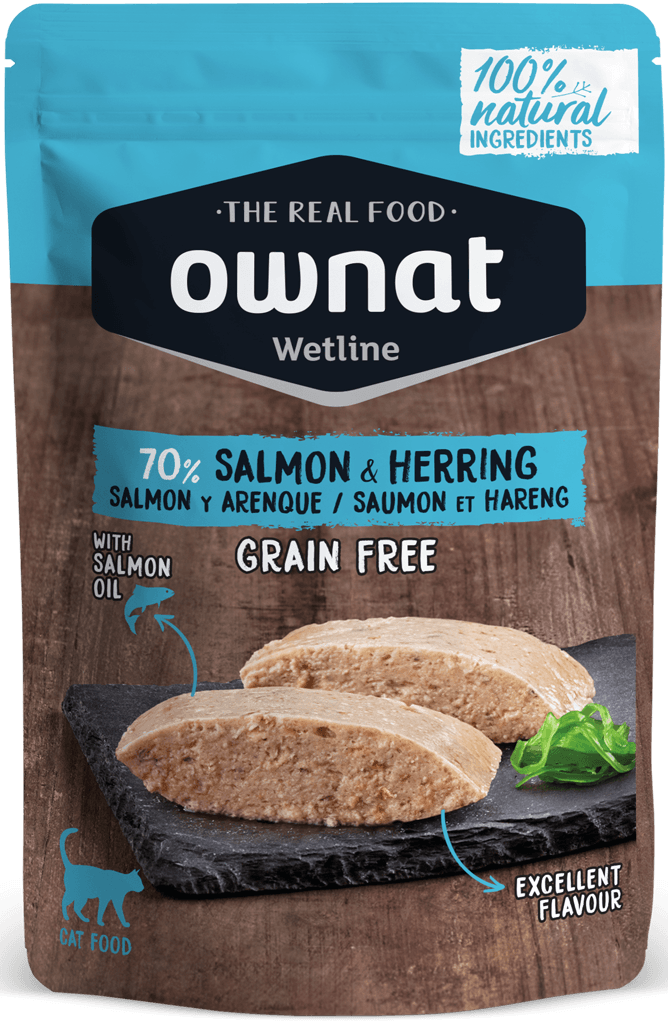 100%
natural
INGREDIENTS
·THE REAL FOOD·
ownat
Wetline
70% SALMON & HERRING
SALMON Y ARENQUE / SAUMON ET HARENG
WITH
SALMON
OIL
GRAIN FREE
EXCELLENT
FLAVOUR
CAT FOOD